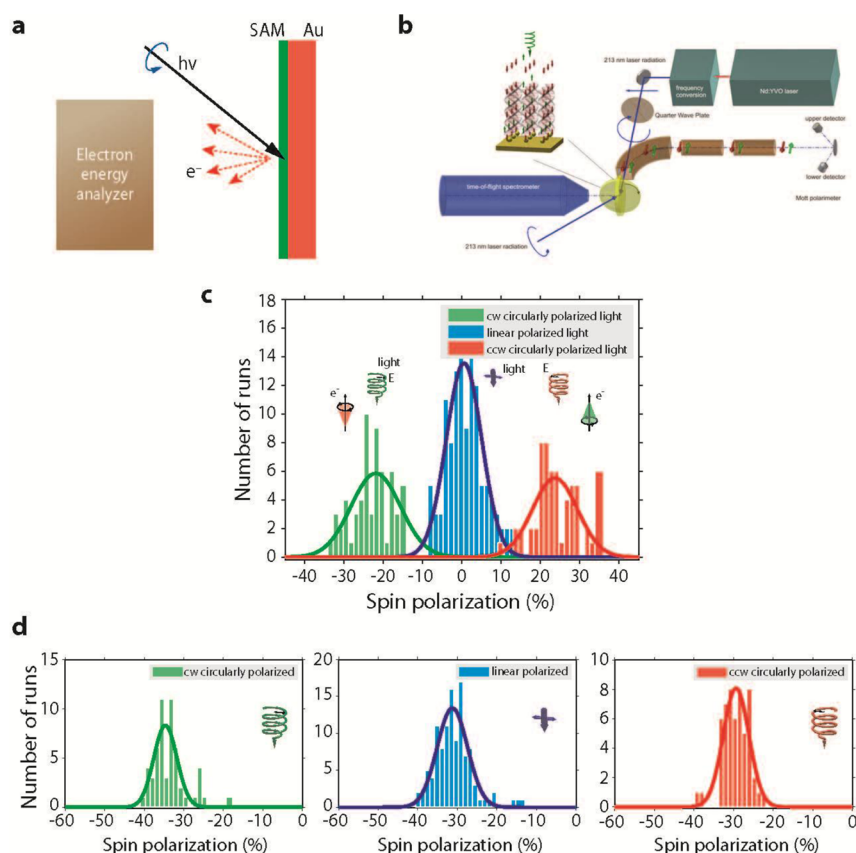 a
SAM Au
hν
e⁻
Electron
energy
analyzer
b
213 nm laser radiation
frequency
conversion
Nd:YVO laser
Quarter Wave Plate
upper detector
lower detector
Mott polarimeter
time-of-flight spectrometer
213 nm laser radiation
c
Number of runs
18
16
14
12
10
8
6
4
2
0
cw circularly polarized light
linear polarized light
ccw circularly polarized light
e⁻
light
E
light
E
e⁻
-40 -30 -20 -10 0 10 20 30 40
Spin polarization (%)
d
Number of runs
15
10
5
0
cw circularly polarized
-60 -50 -40 -30 -20 -10 0
Spin polarization (%)
20
15
10
5
0
linear polarized
-60 -50 -40 -30 -20 -10 0
Spin polarization (%)
10
8
6
4
2
0
ccw circularly polarized
-60 -50 -40 -30 -20 -10 0
Spin polarization (%)